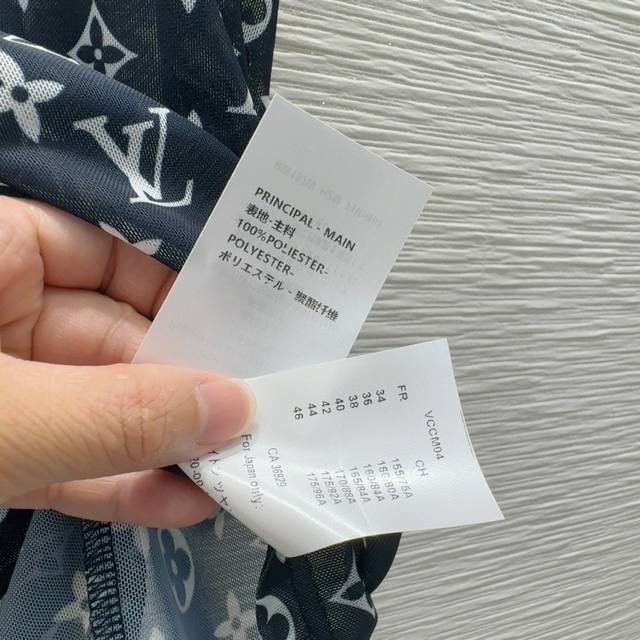 LV
PRINCIPAL - MAIN
表地-主料
100%POLIESTER-
POLYESTER-
ポリエステル - 聚酯纤维
VCCM04
FR CH
34 155/75A
36 160/80A
38 160/84A
40 165/84A
42 170/88A
44 175/92A
46 175/96A
CA 36929
For Japan only: